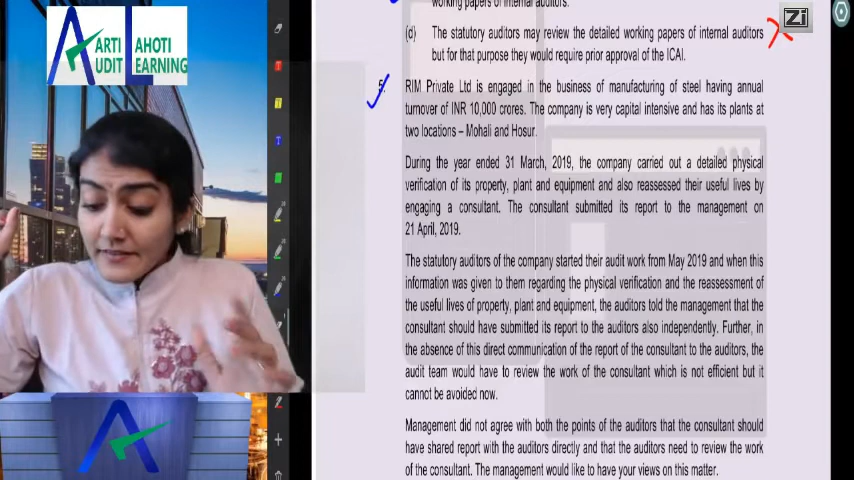 ARTI LAHOTI
AUDIT LEARNING
Zi
working papers of internal auditors.
(d) The statutory auditors may review the detailed working papers of internal auditors
but for that purpose they would require prior approval of the ICAI.
5. RIM Private Ltd is engaged in the business of manufacturing of steel having annual
turnover of INR 10,000 crores. The company is very capital intensive and has its plants at
two locations – Mohali and Hosur.
During the year ended 31 March, 2019, the company carried out a detailed physical
verification of its property, plant and equipment and also reassessed their useful lives by
engaging a consultant. The consultant submitted its report to the management on
21 April, 2019.
The statutory auditors of the company started their audit work from May 2019 and when this
information was given to them regarding the physical verification and the reassessment of
the useful lives of property, plant and equipment, the auditors told the management that the
consultant should have submitted its report to the auditors also independently. Further, in
the absence of this direct communication of the report of the consultant to the auditors, the
audit team would have to review the work of the consultant which is not efficient but it
cannot be avoided now.
Management did not agree with both the points of the auditors that the consultant should
have shared report with the auditors directly and that the auditors need to review the work
of the consultant. The management would like to have your views on this matter.